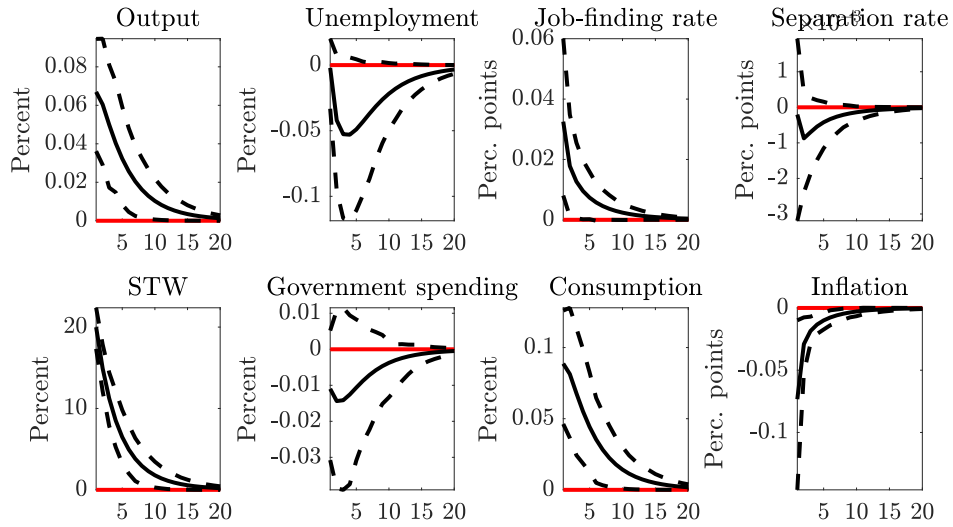 Output
Unemployment
Job-finding rate
Separation rate
×10⁻³
Percent
0.08
0.06
0.04
0.02
0
5 10 15 20
Percent
0
-0.05
-0.1
5 10 15 20
Perc. points
0.06
0.04
0.02
0
5 10 15 20
Perc. points
1
0
-1
-2
-3
5 10 15 20
STW
Government spending
Consumption
Inflation
Percent
20
10
0
5 10 15 20
Percent
0.01
0
-0.01
-0.02
-0.03
5 10 15 20
Percent
0.1
0.05
0
5 10 15 20
Perc. points
0
-0.05
-0.1
5 10 15 20